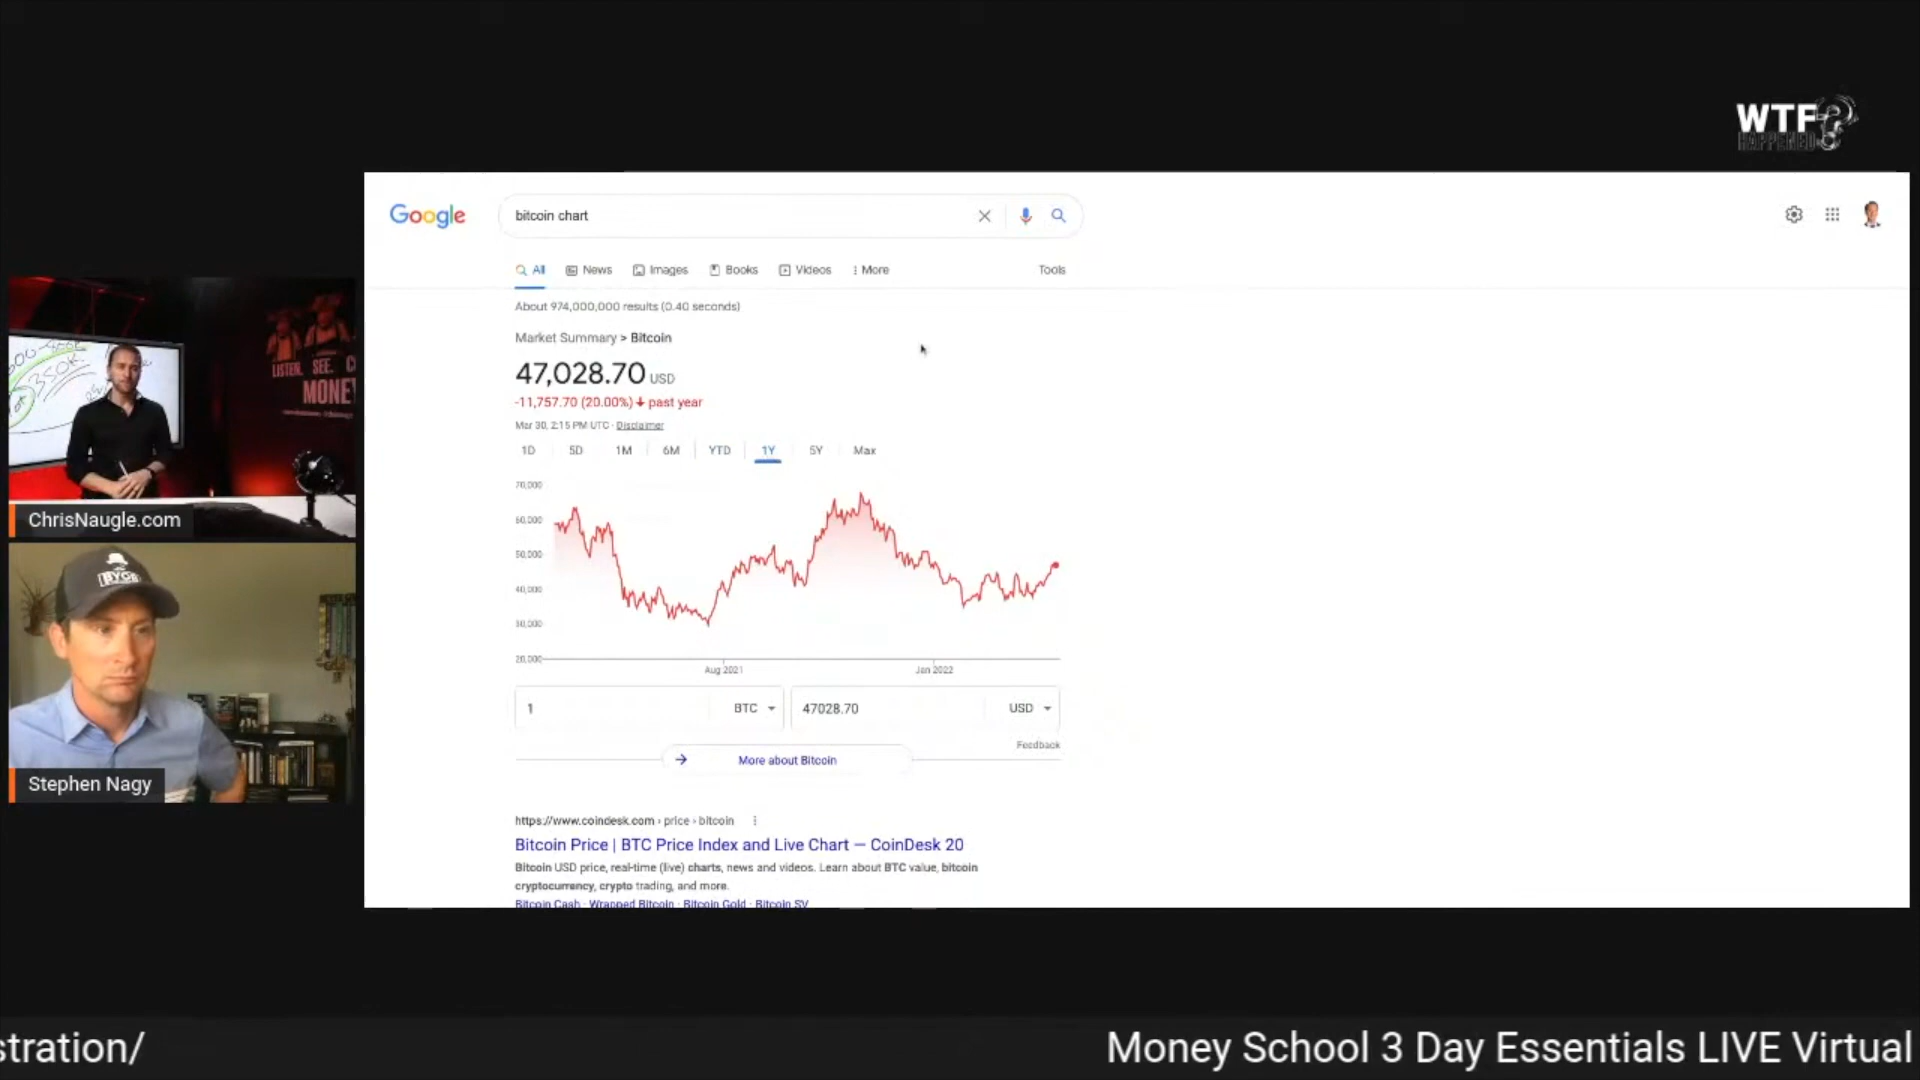 WTF?
HAPPENED
Google
bitcoin chart
All News Images Books Videos More Tools
About 974,000,000 results (0.40 seconds)
Market Summary > Bitcoin
47,028.70 USD
-11,757.70 (20.00%) past year
Mar 30, 2:15 PM UTC · Disclaimer
1D 5D 1M 6M YTD 1Y 5Y Max
70,000
60,000
50,000
40,000
30,000
20,000
Aug 2021 Jan 2022
1 BTC 47028.70 USD
Feedback
More about Bitcoin
https://www.coindesk.com › price › bitcoin
Bitcoin Price | BTC Price Index and Live Chart — CoinDesk 20
Bitcoin USD price, real-time (live) charts, news and videos. Learn about BTC value, bitcoin
cryptocurrency, crypto trading, and more.
Bitcoin Cash · Wrapped Bitcoin · Bitcoin Gold · Bitcoin SV
350K
LISTEN. SEE.
MONEY
ChrisNaugle.com
BYOB
Stephen Nagy
stration/ Money School 3 Day Essentials LIVE Virtual